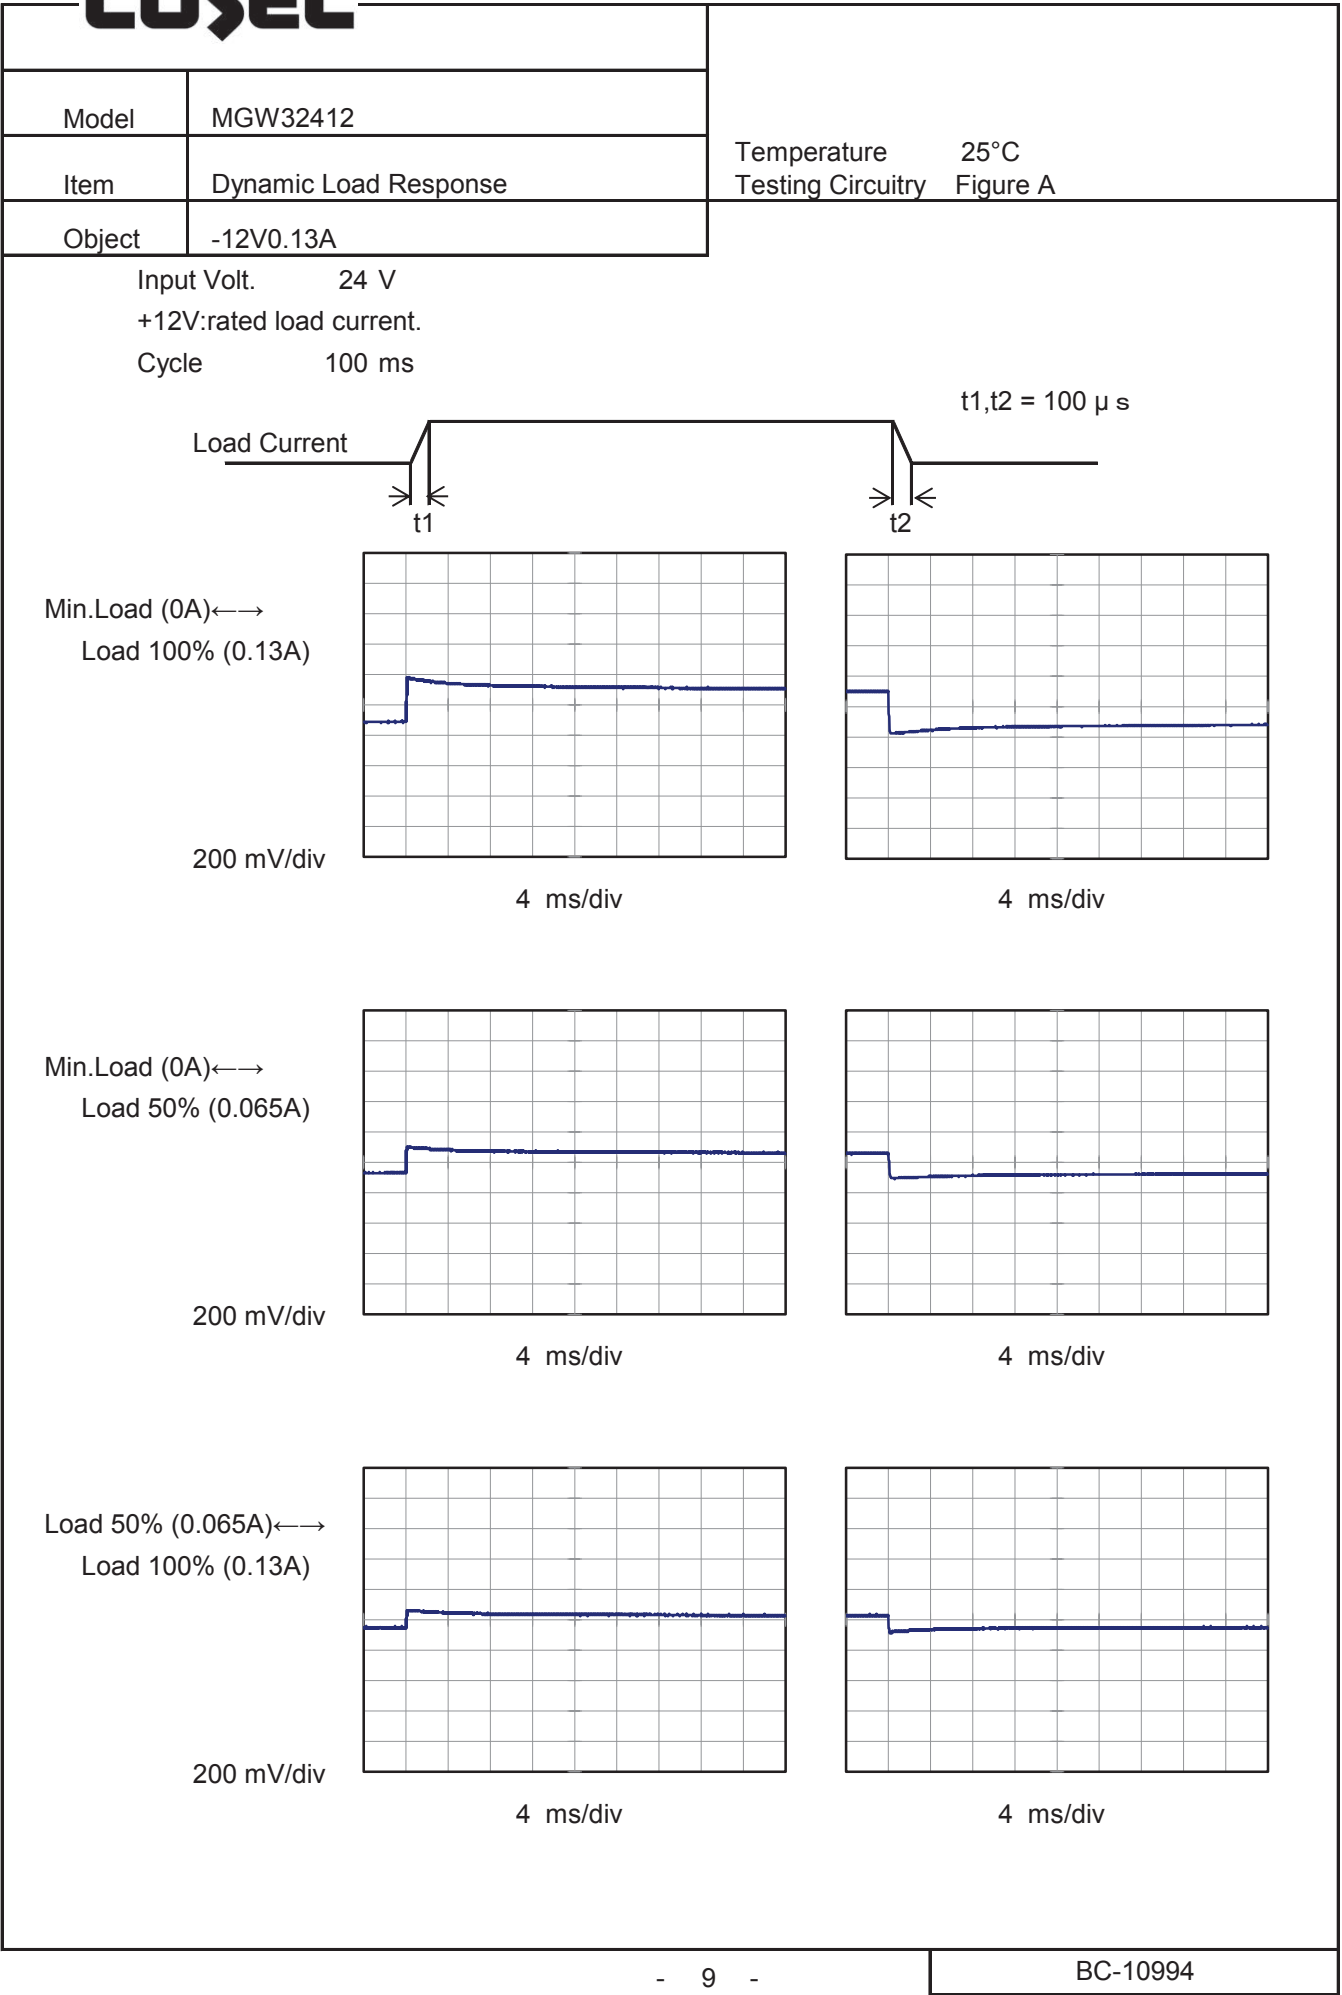 COSEL
Model MGW32412
Item Dynamic Load Response
Object -12V0.13A
Temperature 25°C
Testing Circuitry Figure A
Input Volt. 24 V
+12V:rated load current.
Cycle 100 ms
t1,t2 = 100 μ s
Load Current
t1 t2
Min.Load (0A)←→
Load 100% (0.13A)
200 mV/div
4 ms/div 4 ms/div
Min.Load (0A)←→
Load 50% (0.065A)
200 mV/div
4 ms/div 4 ms/div
Load 50% (0.065A)←→
Load 100% (0.13A)
200 mV/div
4 ms/div 4 ms/div
- 9 -
BC-10994